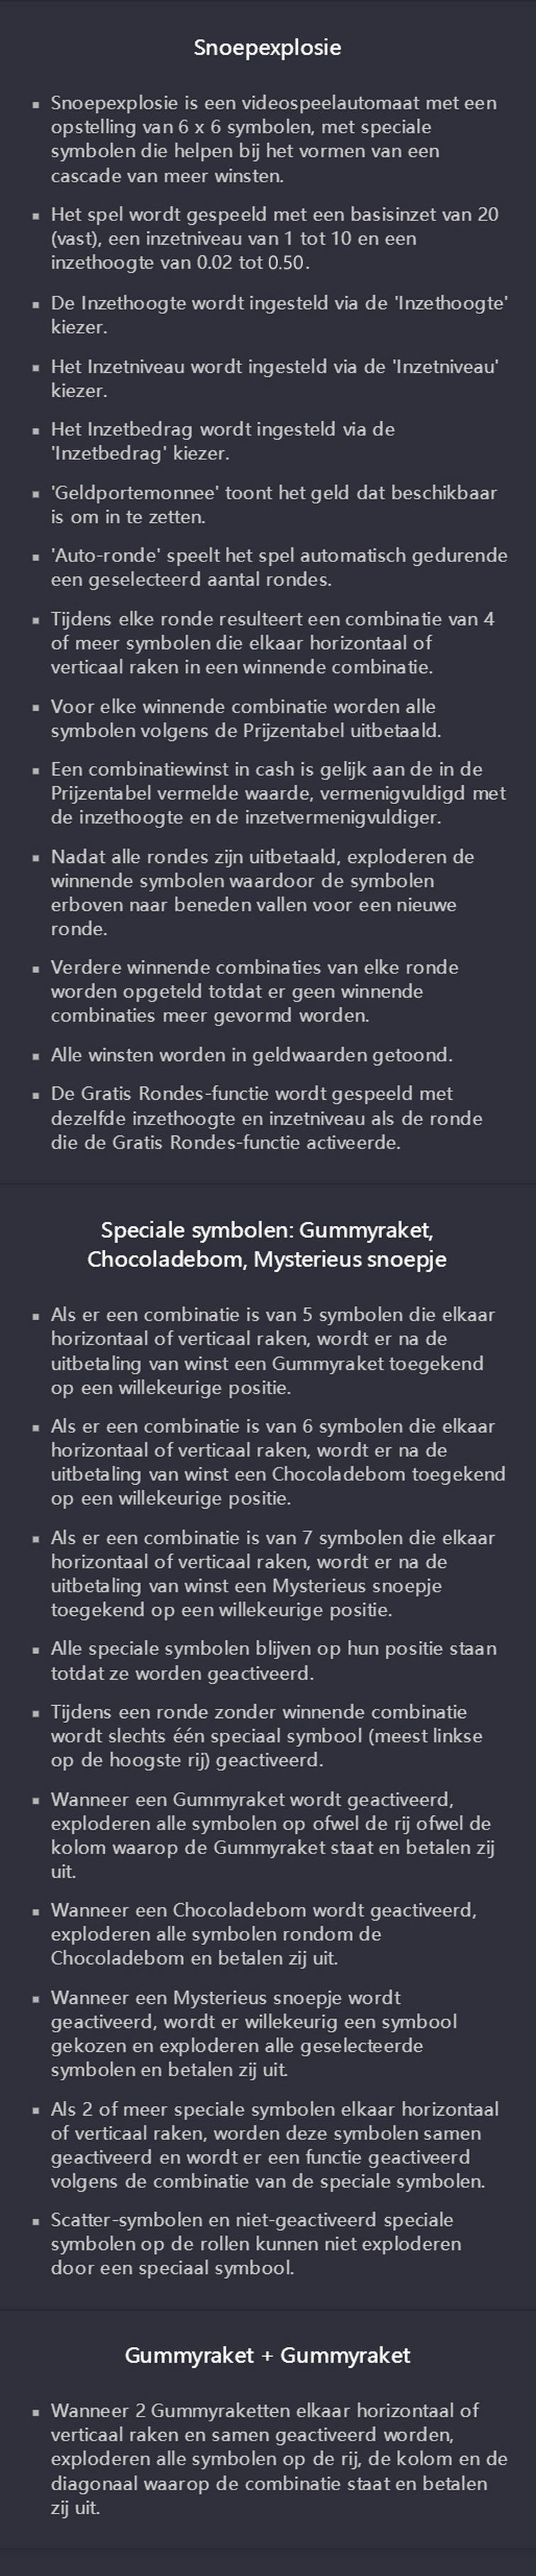 Snoepexplosie
▪ Snoepexplosie is een videospeelautomaat met een
opstelling van 6 x 6 symbolen, met speciale
symbolen die helpen bij het vormen van een
cascade van meer winsten.
▪ Het spel wordt gespeeld met een basisinzet van 20
(vast), een inzetniveau van 1 tot 10 en een
inzethoogte van 0.02 tot 0.50.
▪ De Inzethoogte wordt ingesteld via de 'Inzethoogte'
kiezer.
▪ Het Inzetniveau wordt ingesteld via de 'Inzetniveau'
kiezer.
▪ Het Inzetbedrag wordt ingesteld via de
'Inzetbedrag' kiezer.
▪ 'Geldportemonnee' toont het geld dat beschikbaar
is om in te zetten.
▪ 'Auto-ronde' speelt het spel automatisch gedurende
een geselecteerd aantal rondes.
▪ Tijdens elke ronde resulteert een combinatie van 4
of meer symbolen die elkaar horizontaal of
verticaal raken in een winnende combinatie.
▪ Voor elke winnende combinatie worden alle
symbolen volgens de Prijzentabel uitbetaald.
▪ Een combinatiewinst in cash is gelijk aan de in de
Prijzentabel vermelde waarde, vermenigvuldigd met
de inzethoogte en de inzetvermenigvuldiger.
▪ Nadat alle rondes zijn uitbetaald, exploderen de
winnende symbolen waardoor de symbolen
erboven naar beneden vallen voor een nieuwe
ronde.
▪ Verdere winnende combinaties van elke ronde
worden opgeteld totdat er geen winnende
combinaties meer gevormd worden.
▪ Alle winsten worden in geldwaarden getoond.
▪ De Gratis Rondes-functie wordt gespeeld met
dezelfde inzethoogte en inzetniveau als de ronde
die de Gratis Rondes-functie activeerde.
Speciale symbolen: Gummyraket,
Chocoladebom, Mysterieus snoepje
▪ Als er een combinatie is van 5 symbolen die elkaar
horizontaal of verticaal raken, wordt er na de
uitbetaling van winst een Gummyraket toegekend
op een willekeurige positie.
▪ Als er een combinatie is van 6 symbolen die elkaar
horizontaal of verticaal raken, wordt er na de
uitbetaling van winst een Chocoladebom toegekend
op een willekeurige positie.
▪ Als er een combinatie is van 7 symbolen die elkaar
horizontaal of verticaal raken, wordt er na de
uitbetaling van winst een Mysterieus snoepje
toegekend op een willekeurige positie.
▪ Alle speciale symbolen blijven op hun positie staan
totdat ze worden geactiveerd.
▪ Tijdens een ronde zonder winnende combinatie
wordt slechts één speciaal symbool (meest linkse
op de hoogste rij) geactiveerd.
▪ Wanneer een Gummyraket wordt geactiveerd,
exploderen alle symbolen op ofwel de rij ofwel de
kolom waarop de Gummyraket staat en betalen zij
uit.
▪ Wanneer een Chocoladebom wordt geactiveerd,
exploderen alle symbolen rondom de
Chocoladebom en betalen zij uit.
▪ Wanneer een Mysterieus snoepje wordt
geactiveerd, wordt er willekeurig een symbool
gekozen en exploderen alle geselecteerde
symbolen en betalen zij uit.
▪ Als 2 of meer speciale symbolen elkaar horizontaal
of verticaal raken, worden deze symbolen samen
geactiveerd en wordt er een functie geactiveerd
volgens de combinatie van de speciale symbolen.
▪ Scatter-symbolen en niet-geactiveerd speciale
symbolen op de rollen kunnen niet exploderen
door een speciaal symbool.
Gummyraket + Gummyraket
▪ Wanneer 2 Gummyraketten elkaar horizontaal of
verticaal raken en samen geactiveerd worden,
exploderen alle symbolen op de rij, de kolom en de
diagonaal waarop de combinatie staat en betalen
zij uit.